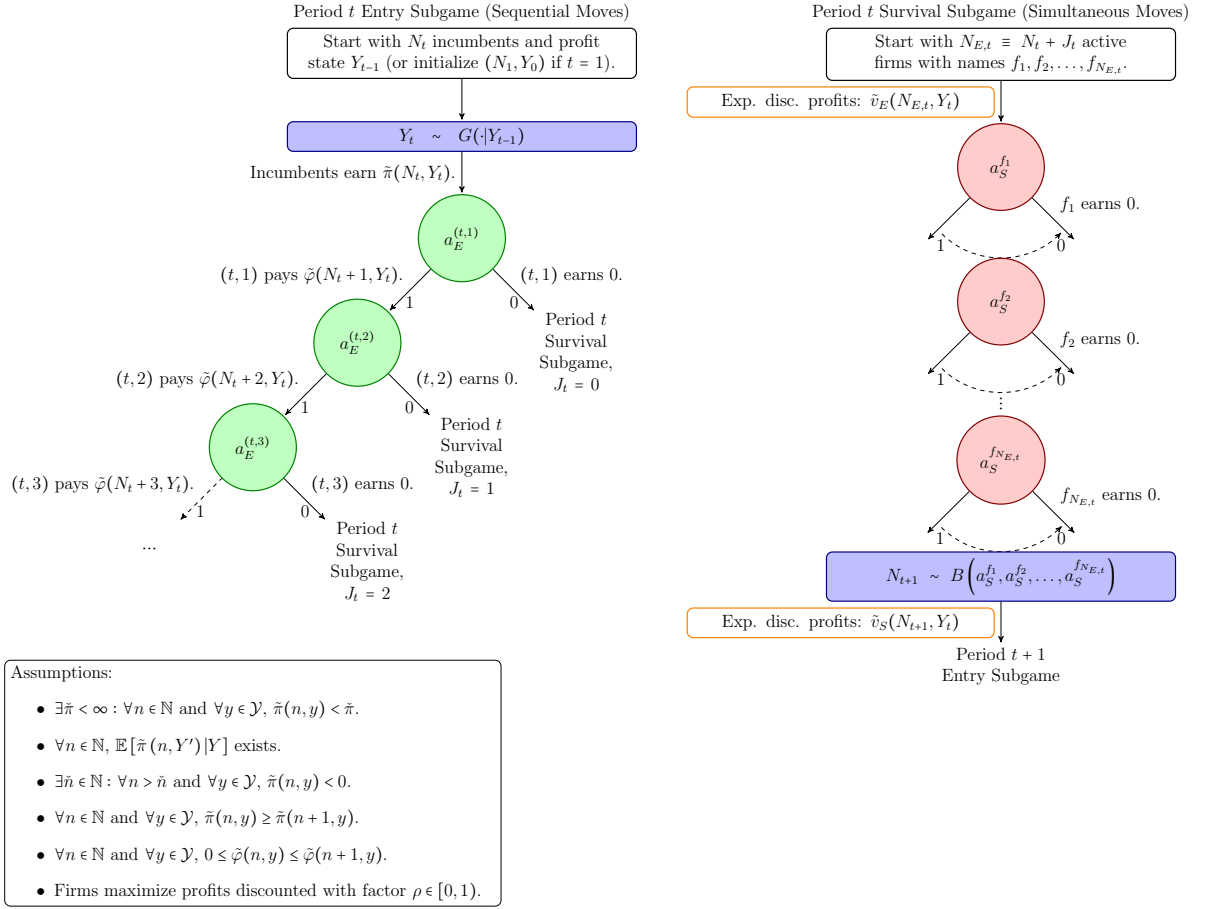 Period t Entry Subgame (Sequential Moves)
Start with N_t incumbents and profit
state Y_{t−1} (or initialize (N_1, Y_0) if t = 1).
Y_t ∼ G(·|Y_{t−1})
Incumbents earn π̃(N_t, Y_t).
a_E^{(t,1)}
(t, 1) pays φ̃(N_t + 1, Y_t).
(t, 1) earns 0.
1
0
a_E^{(t,2)}
Period t
Survival
Subgame,
J_t = 0
(t, 2) pays φ̃(N_t + 2, Y_t).
(t, 2) earns 0.
1
0
a_E^{(t,3)}
Period t
Survival
Subgame,
J_t = 1
(t, 3) pays φ̃(N_t + 3, Y_t).
(t, 3) earns 0.
1
0
...
Period t
Survival
Subgame,
J_t = 2
Period t Survival Subgame (Simultaneous Moves)
Start with N_{E,t} ≡ N_t + J_t active
firms with names f_1, f_2, . . . , f_{N_{E,t}}.
Exp. disc. profits: ṽ_E(N_{E,t}, Y_t)
a_S^{f_1}
f_1 earns 0.
1
0
a_S^{f_2}
f_2 earns 0.
1
0
⋮
a_S^{f_{N_{E,t}}}
f_{N_{E,t}} earns 0.
1
0
N_{t+1} ∼ B(a_S^{f_1}, a_S^{f_2}, . . . , a_S^{f_{N_{E,t}}})
Exp. disc. profits: ṽ_S(N_{t+1}, Y_t)
Period t + 1
Entry Subgame
Assumptions:
• ∃π̌ < ∞ : ∀n ∈ ℕ and ∀y ∈ 𝒴, π̃(n, y) < π̌.
• ∀n ∈ ℕ, 𝔼[π̃(n, Y′)|Y] exists.
• ∃ň ∈ ℕ : ∀n > ň and ∀y ∈ 𝒴, π̃(n, y) < 0.
• ∀n ∈ ℕ and ∀y ∈ 𝒴, π̃(n, y) ≥ π̃(n + 1, y).
• ∀n ∈ ℕ and ∀y ∈ 𝒴, 0 ≤ φ̃(n, y) ≤ φ̃(n + 1, y).
• Firms maximize profits discounted with factor ρ ∈ [0, 1).